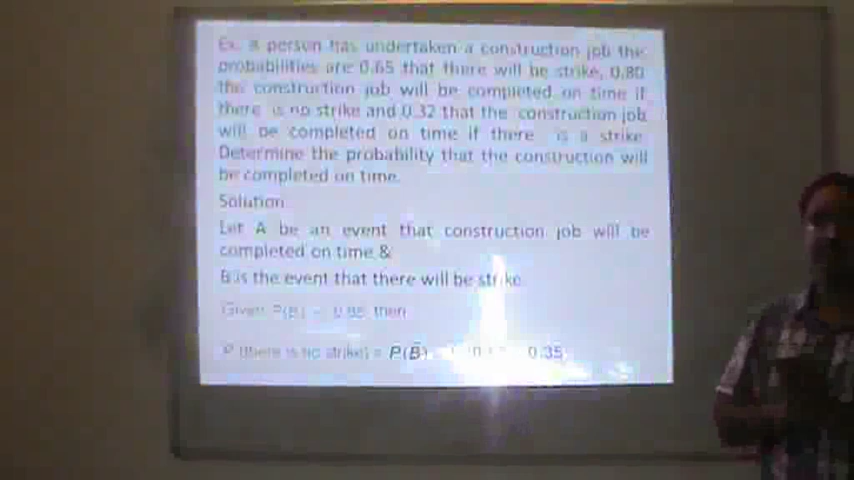 Ex. a person has undertaken a construction job the
probabilities are 0.65 that there will be strike, 0.80
the construction job will be completed on time if
there is no strike and 0.32 that the construction job
will be completed on time if there is a strike.
Determine the probability that the construction will
be completed on time.
Solution
Let A be an event that construction job will be
completed on time &
B is the event that there will be strike.
Given P(B) = 0.65 then
P (there is no strike) = P(B̄) 0.35